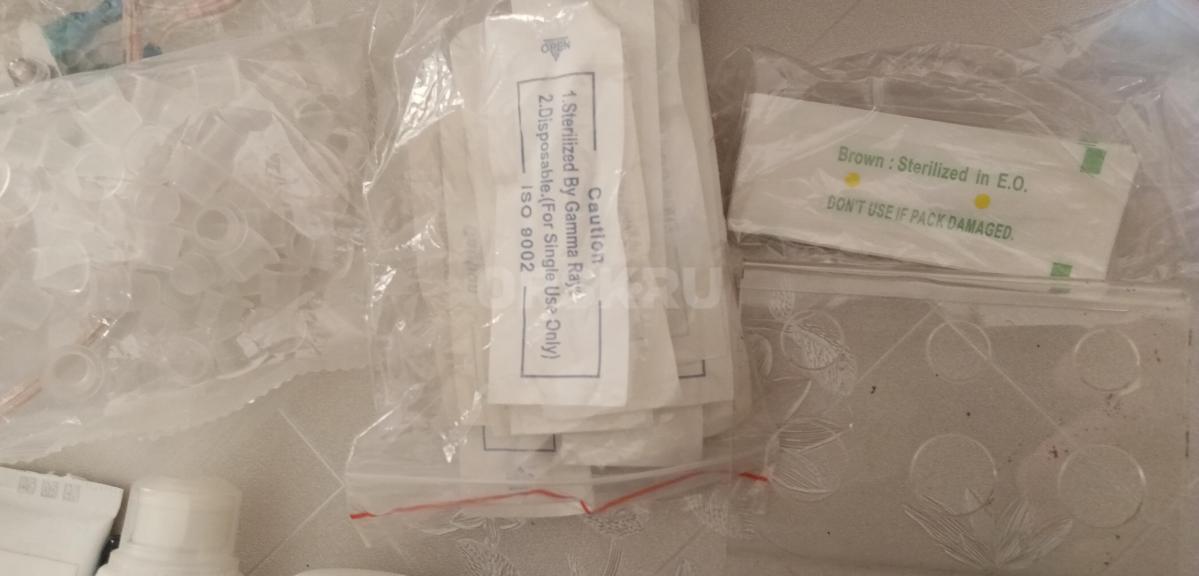 Caution
1.Sterilized By Gamma Rays
2.Disposable.(For Single Use Only)
ISO 9002
Brown : Sterilized in E.O.
DON'T USE IF PACK DAMAGED.